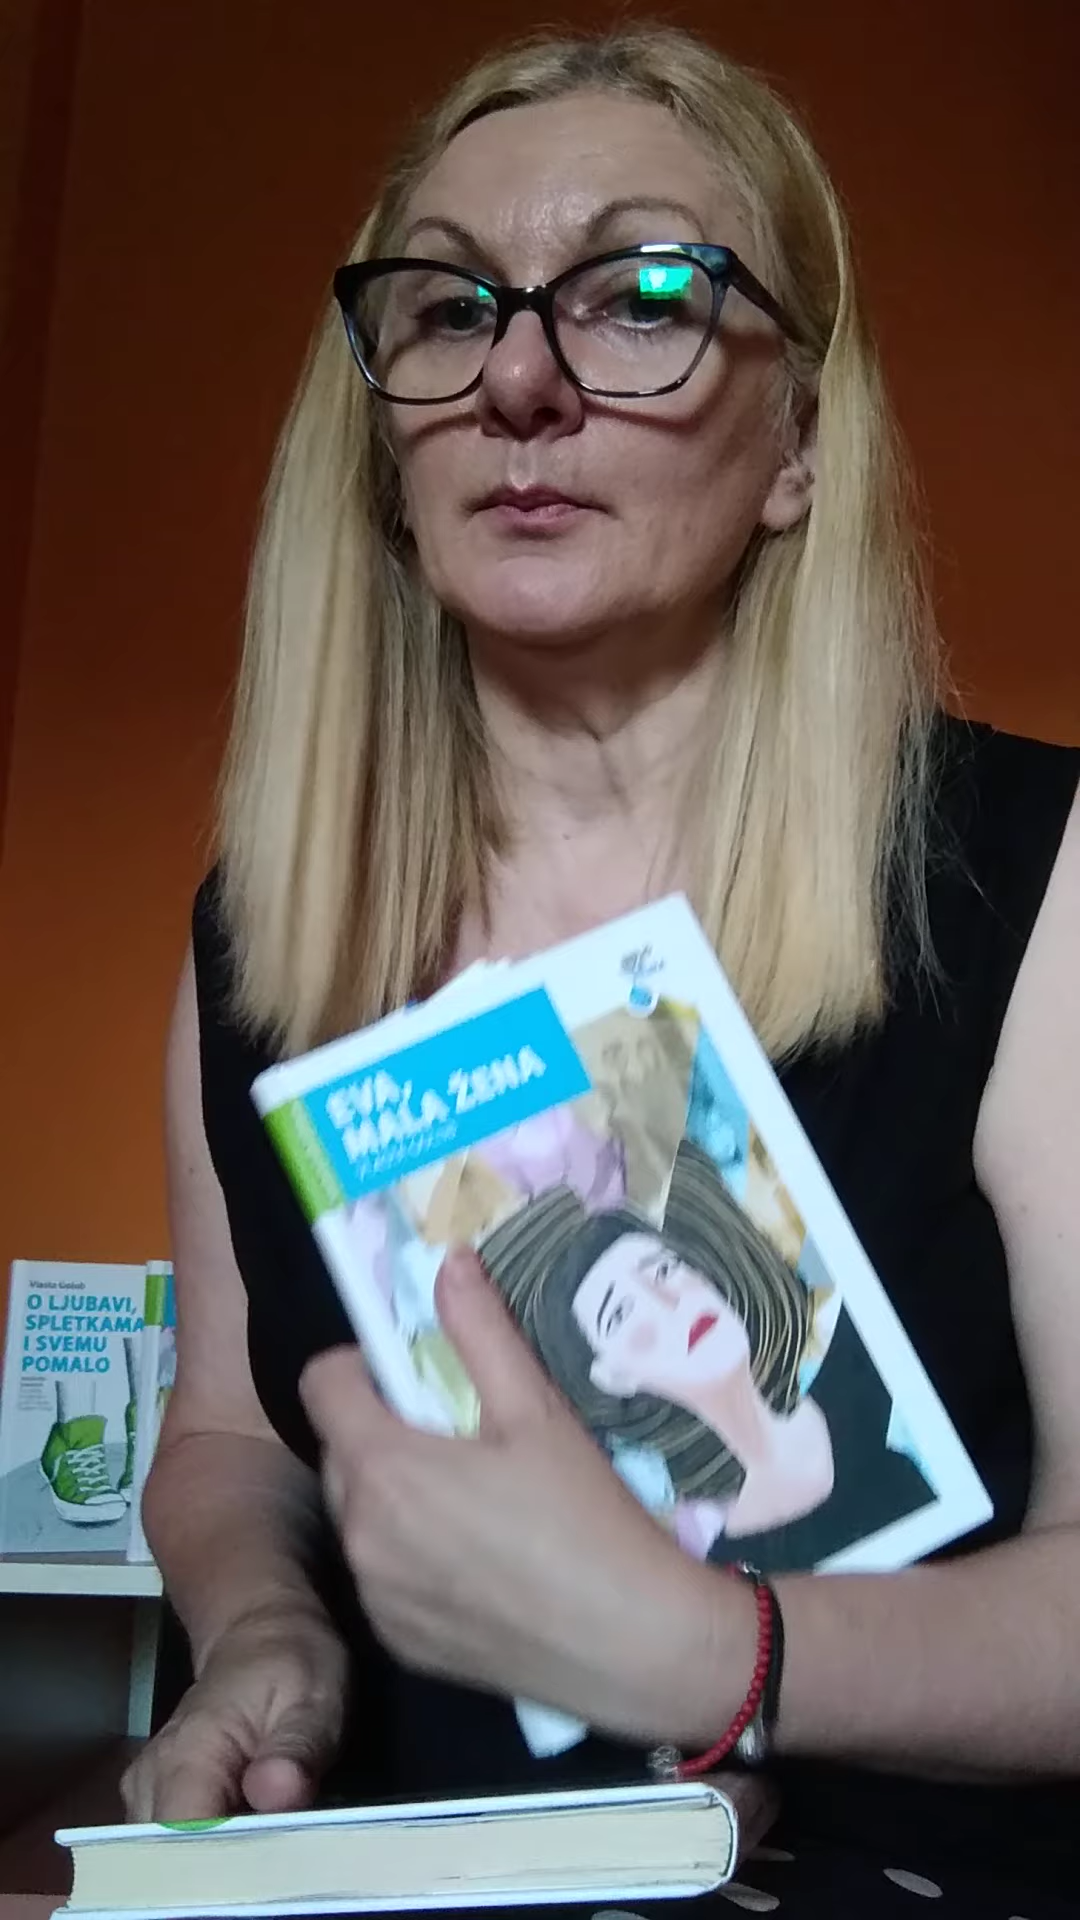 EVA,
MALA ŽENA
Vlasta Golub
O LJUBAVI,
SPLETKAMA
I SVEMU
POMALO